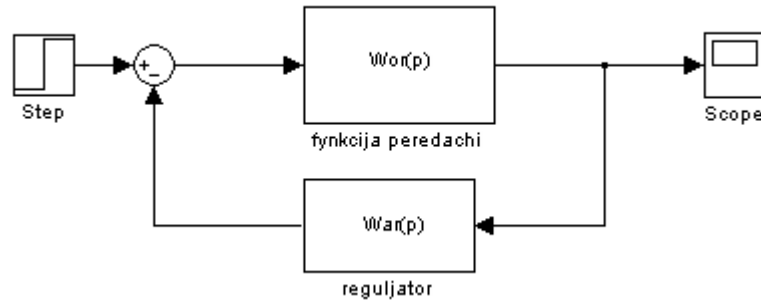 Wor(p)
+
-
Step
Scope
fynkcija peredachi
War(p)
reguljator